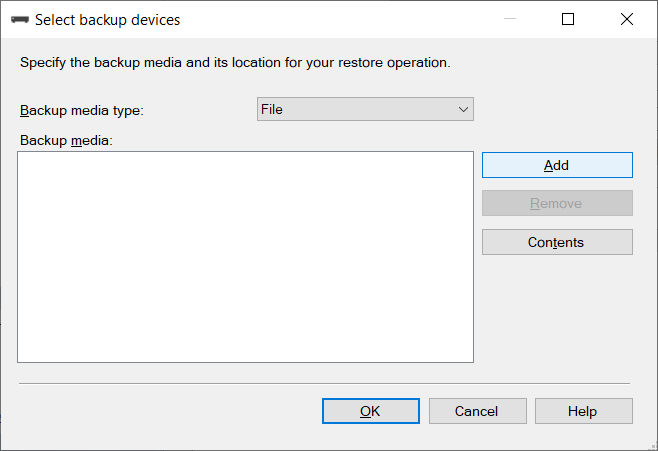 Select backup devices
Specify the backup media and its location for your restore operation.
Backup media type:
File
Backup media:
Add
Remove
Contents
OK
Cancel
Help